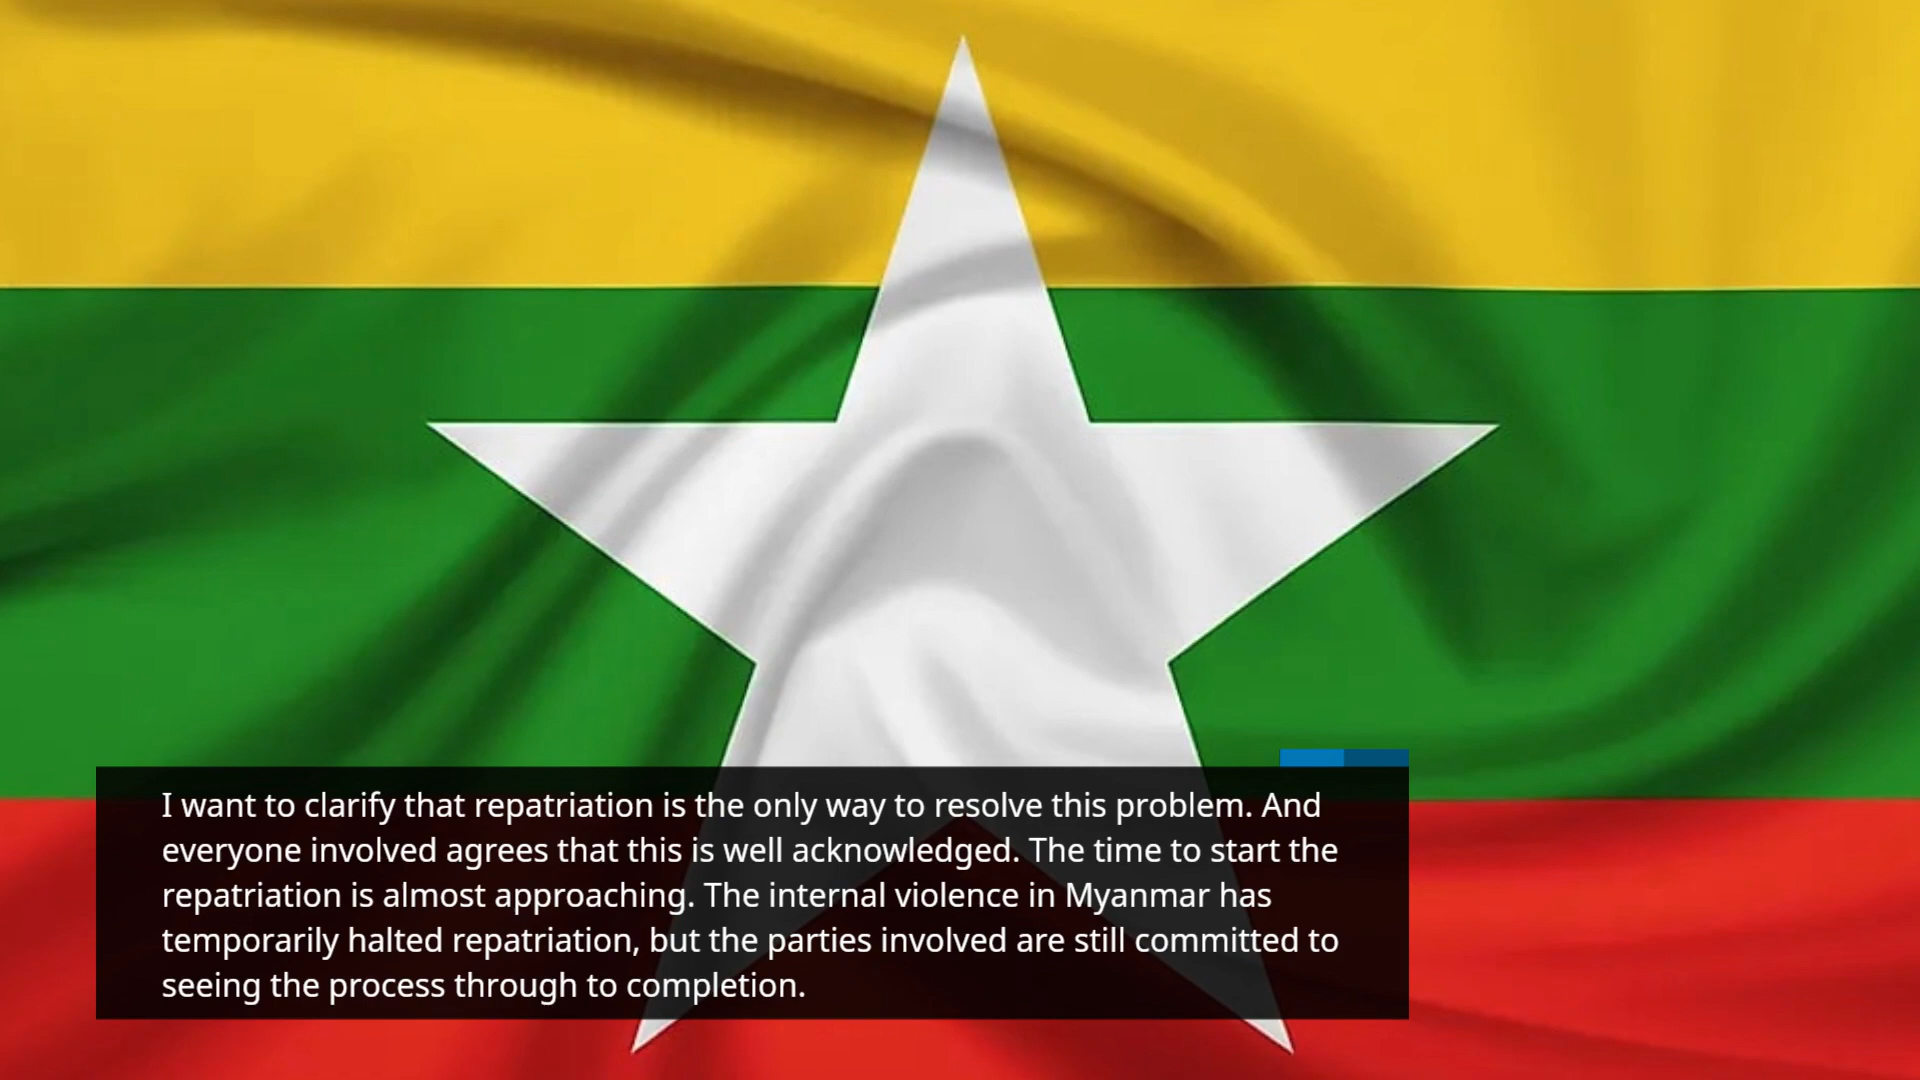 I want to clarify that repatriation is the only way to resolve this problem. And
everyone involved agrees that this is well acknowledged. The time to start the
repatriation is almost approaching. The internal violence in Myanmar has
temporarily halted repatriation, but the parties involved are still committed to
seeing the process through to completion.